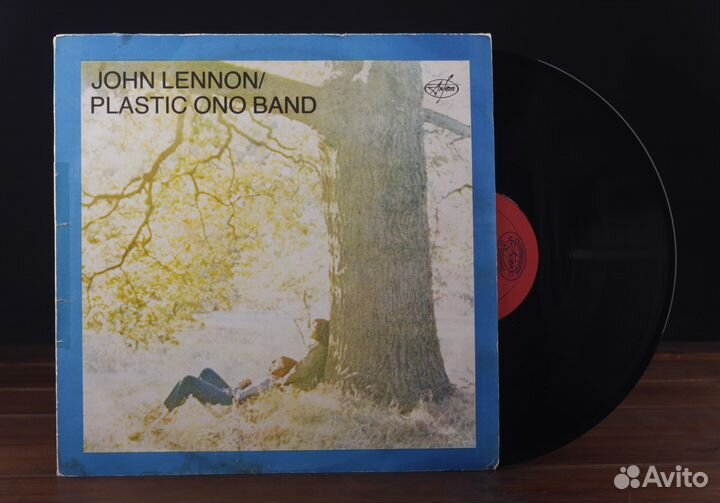 JOHN LENNON/
PLASTIC ONO BAND
Avito